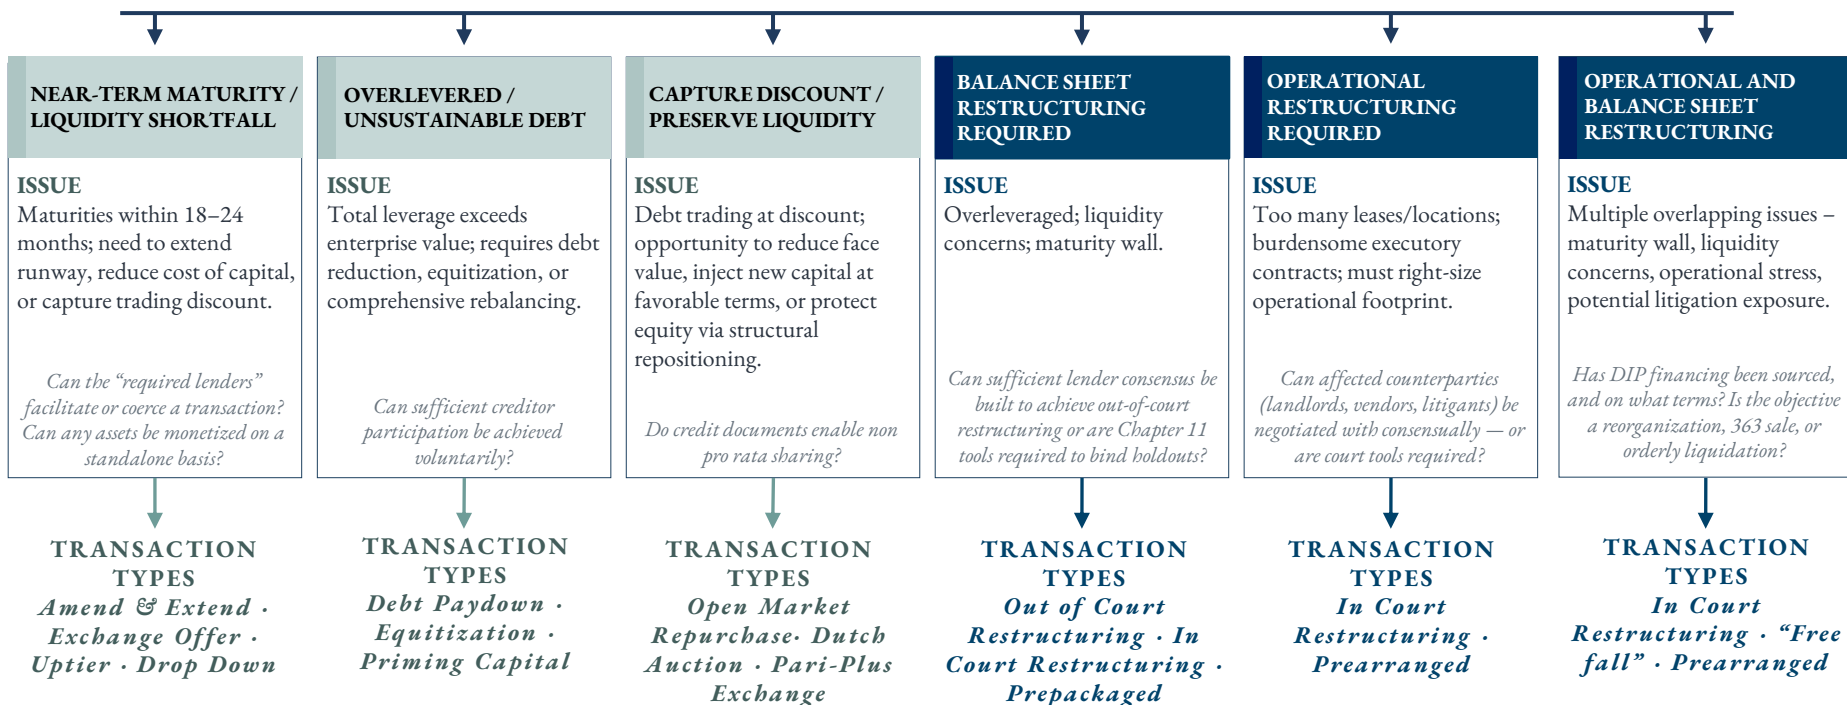 NEAR-TERM MATURITY /
LIQUIDITY SHORTFALL
ISSUE
Maturities within 18–24
months; need to extend
runway, reduce cost of capital,
or capture trading discount.
Can the “required lenders”
facilitate or coerce a transaction?
Can any assets be monetized on a
standalone basis?
TRANSACTION
TYPES
Amend & Extend ·
Exchange Offer ·
Uptier · Drop Down
OVERLEVERED /
UNSUSTAINABLE DEBT
ISSUE
Total leverage exceeds
enterprise value; requires debt
reduction, equitization, or
comprehensive rebalancing.
Can sufficient creditor
participation be achieved
voluntarily?
TRANSACTION
TYPES
Debt Paydown ·
Equitization ·
Priming Capital
CAPTURE DISCOUNT /
PRESERVE LIQUIDITY
ISSUE
Debt trading at discount;
opportunity to reduce face
value, inject new capital at
favorable terms, or protect
equity via structural
repositioning.
Do credit documents enable non
pro rata sharing?
TRANSACTION
TYPES
Open Market
Repurchase· Dutch
Auction · Pari-Plus
Exchange
BALANCE SHEET
RESTRUCTURING
REQUIRED
ISSUE
Overleveraged; liquidity
concerns; maturity wall.
Can sufficient lender consensus be
built to achieve out-of-court
restructuring or are Chapter 11
tools required to bind holdouts?
TRANSACTION
TYPES
Out of Court
Restructuring · In
Court Restructuring ·
Prepackaged
OPERATIONAL
RESTRUCTURING
REQUIRED
ISSUE
Too many leases/locations;
burdensome executory
contracts; must right-size
operational footprint.
Can affected counterparties
(landlords, vendors, litigants) be
negotiated with consensually — or
are court tools required?
TRANSACTION
TYPES
In Court
Restructuring ·
Prearranged
OPERATIONAL AND
BALANCE SHEET
RESTRUCTURING
ISSUE
Multiple overlapping issues –
maturity wall, liquidity
concerns, operational stress,
potential litigation exposure.
Has DIP financing been sourced,
and on what terms? Is the objective
a reorganization, 363 sale, or
orderly liquidation?
TRANSACTION
TYPES
In Court
Restructuring · “Free
fall” · Prearranged